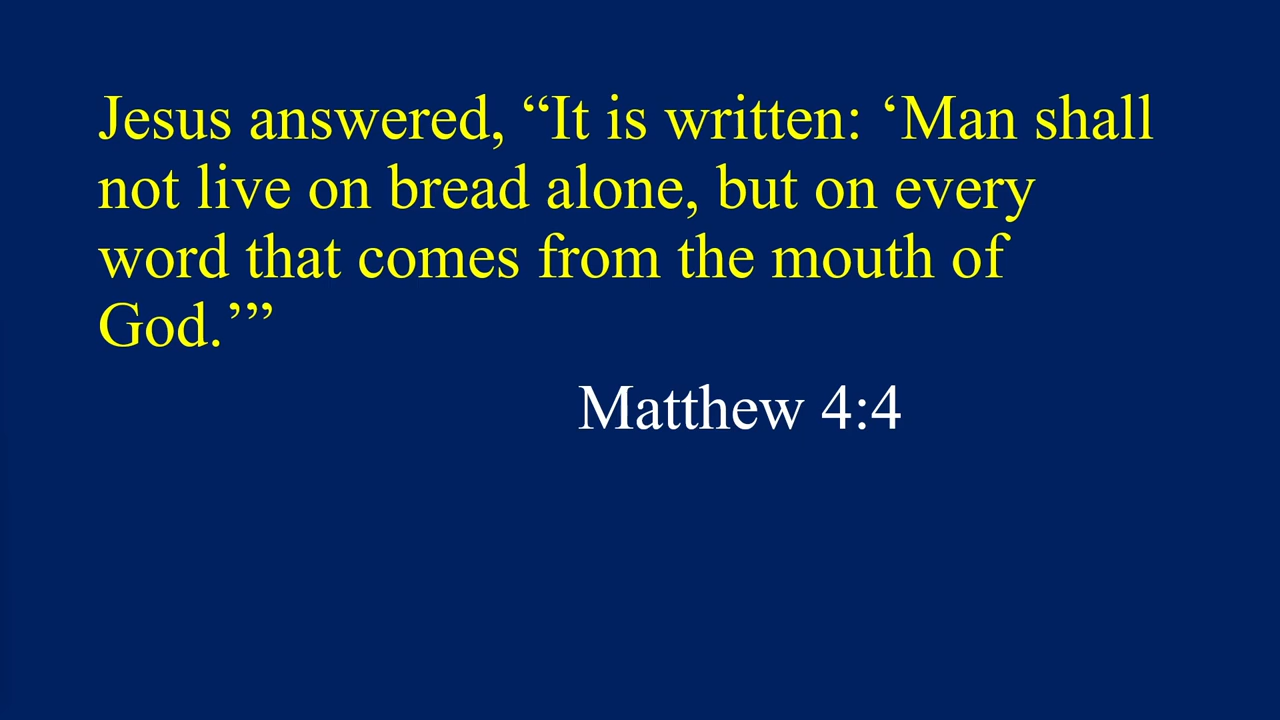 Jesus answered, “It is written: ‘Man shall
not live on bread alone, but on every
word that comes from the mouth of
God.’”
Matthew 4:4